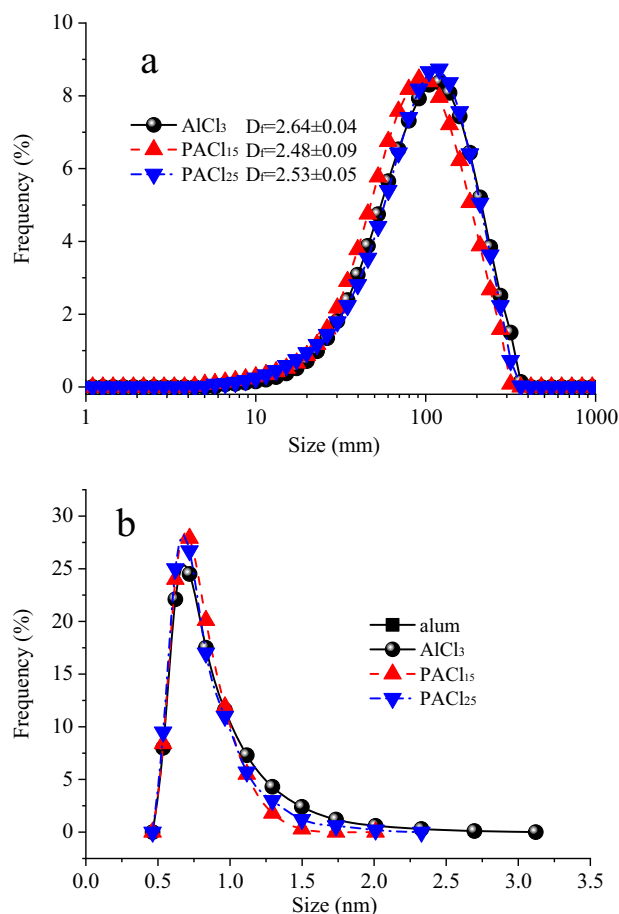 a
AlCl3 Df=2.64±0.04
PACl15 Df=2.48±0.09
PACl25 Df=2.53±0.05
Frequency (%)
10
8
6
4
2
0
1 10 100 1000
Size (mm)
b
alum
AlCl3
PACl15
PACl25
Frequency (%)
30
25
20
15
10
5
0
0.0 0.5 1.0 1.5 2.0 2.5 3.0 3.5
Size (nm)